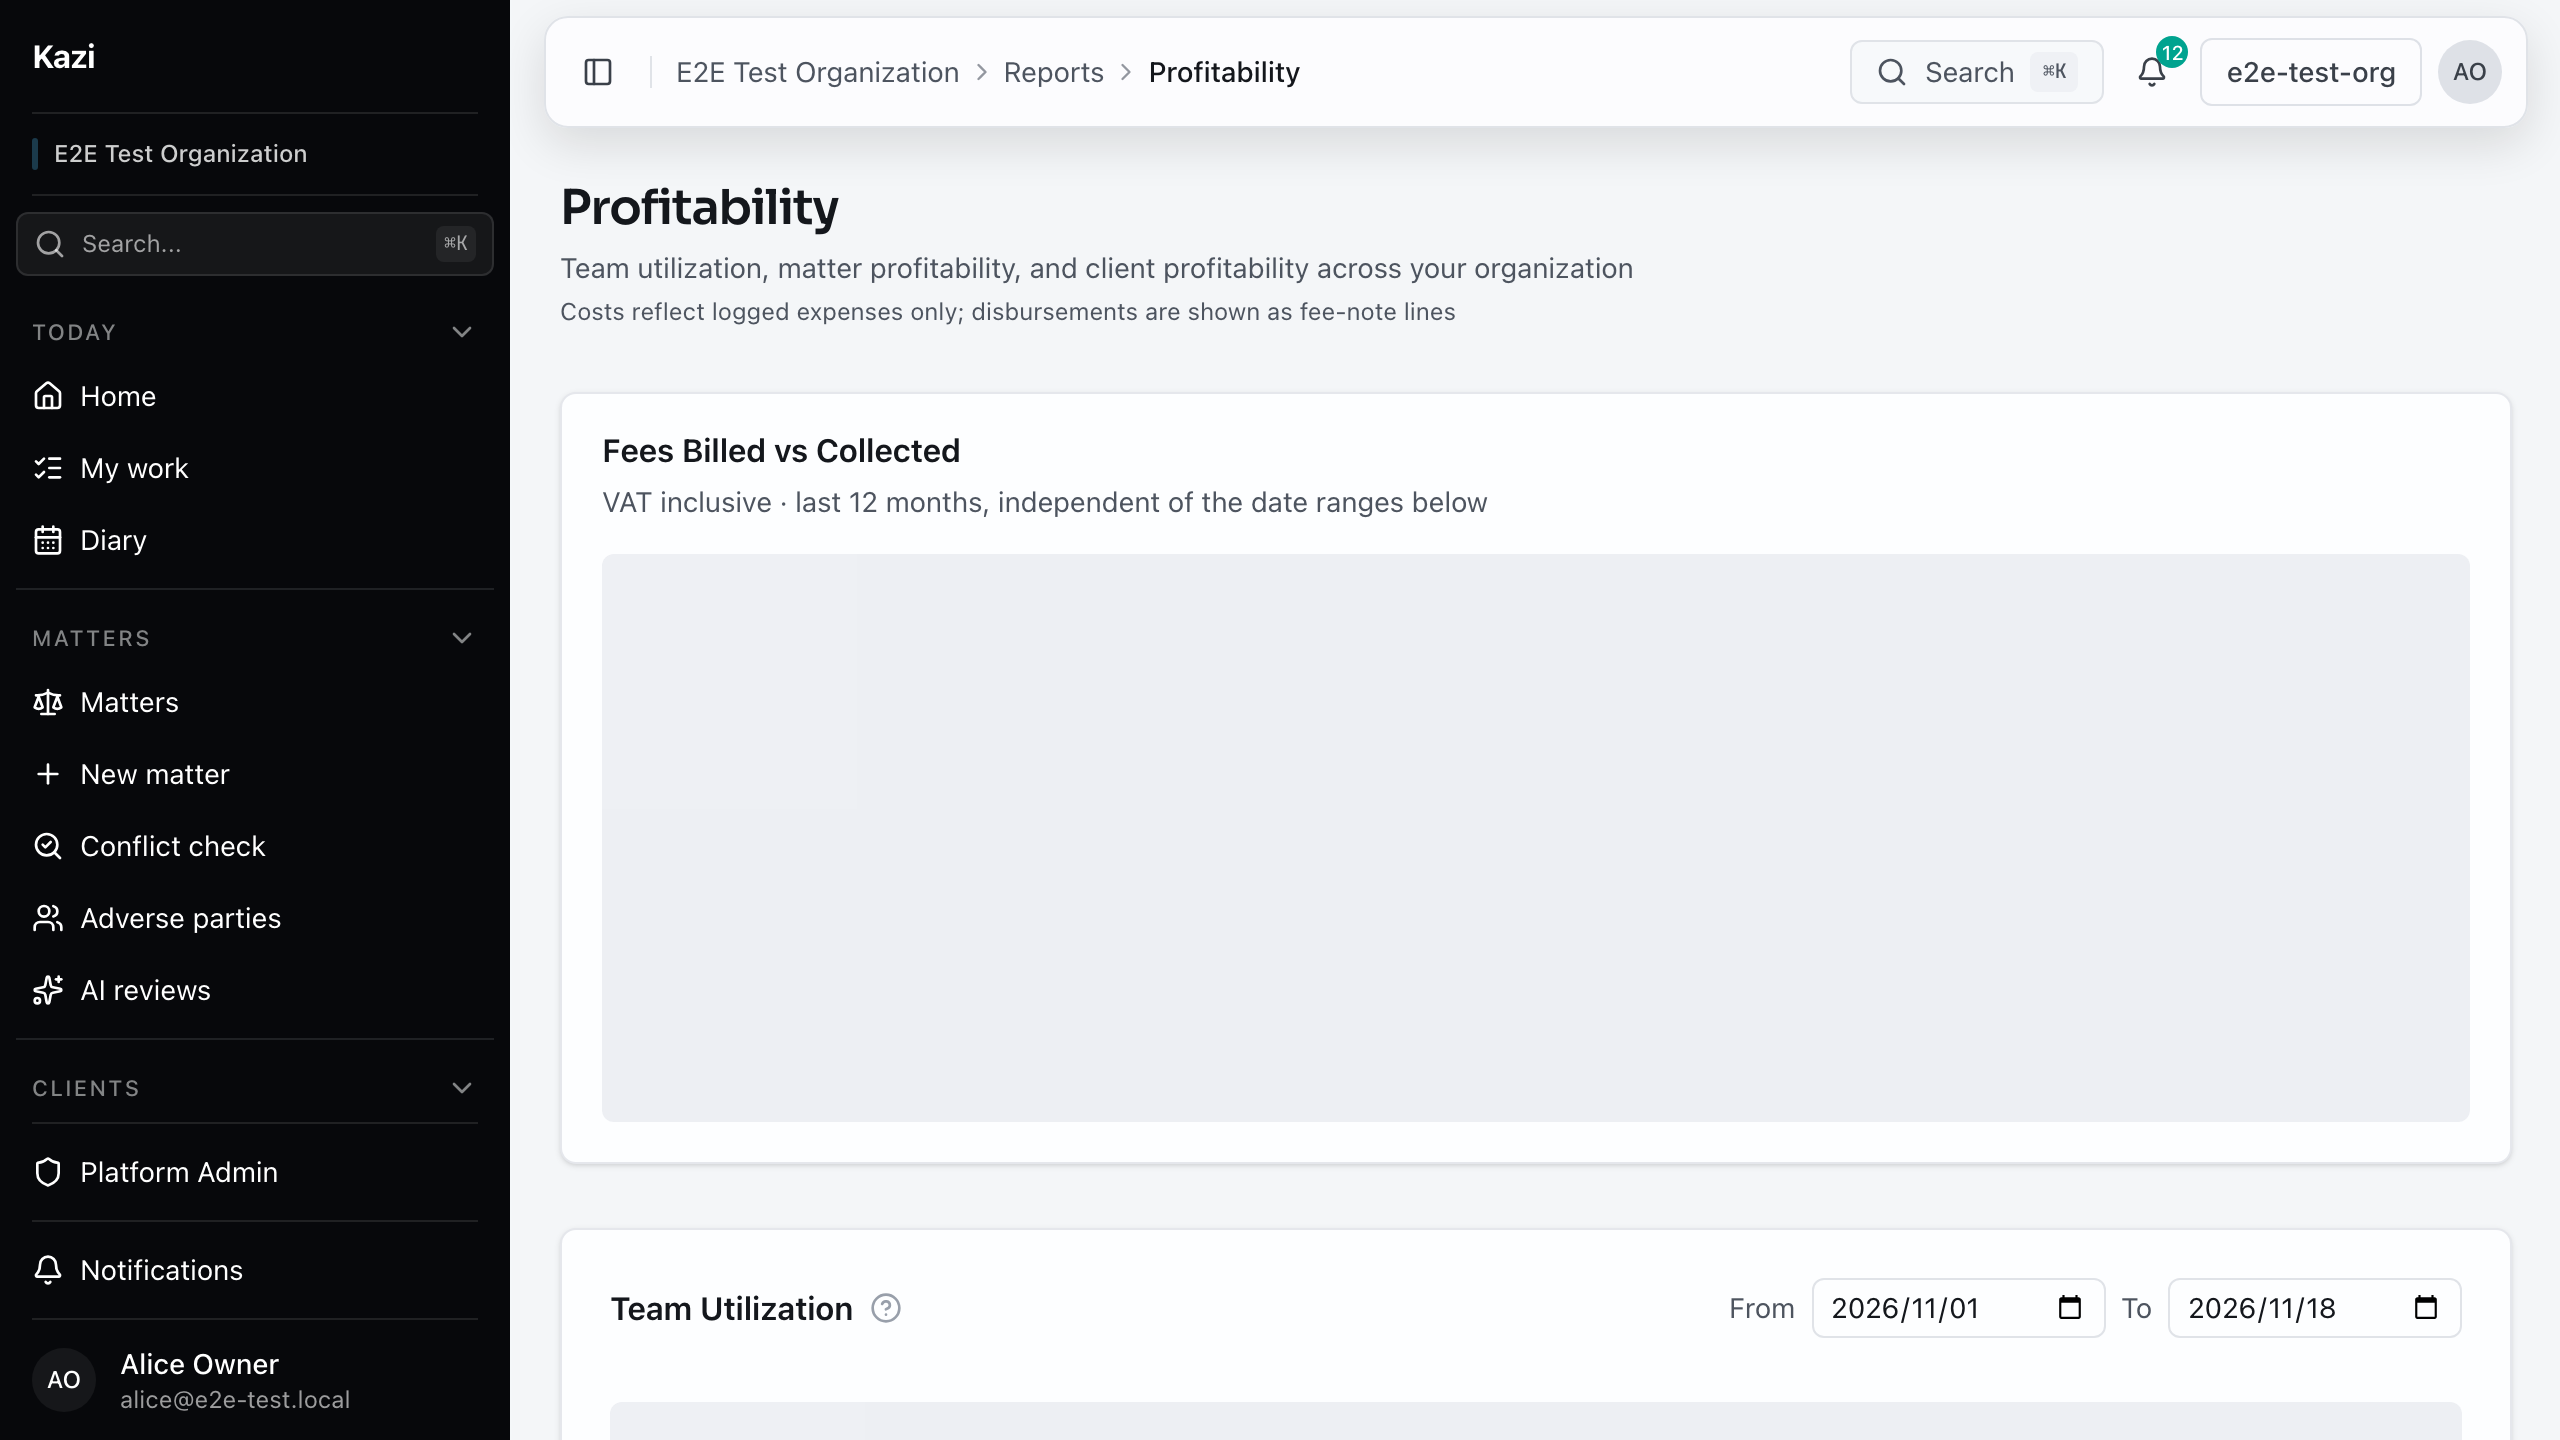 Kazi
E2E Test Organization
Search...
⌘K
TODAY
Home
My work
Diary
MATTERS
Matters
New matter
Conflict check
Adverse parties
AI reviews
CLIENTS
Platform Admin
Notifications
AO
Alice Owner
alice@e2e-test.local
E2E Test Organization
Reports
Profitability
Search
⌘K
12
e2e-test-org
AO
Profitability
Team utilization, matter profitability, and client profitability across your organization
Costs reflect logged expenses only; disbursements are shown as fee-note lines
Fees Billed vs Collected
VAT inclusive · last 12 months, independent of the date ranges below
Team Utilization
From
2026/11/01
To
2026/11/18